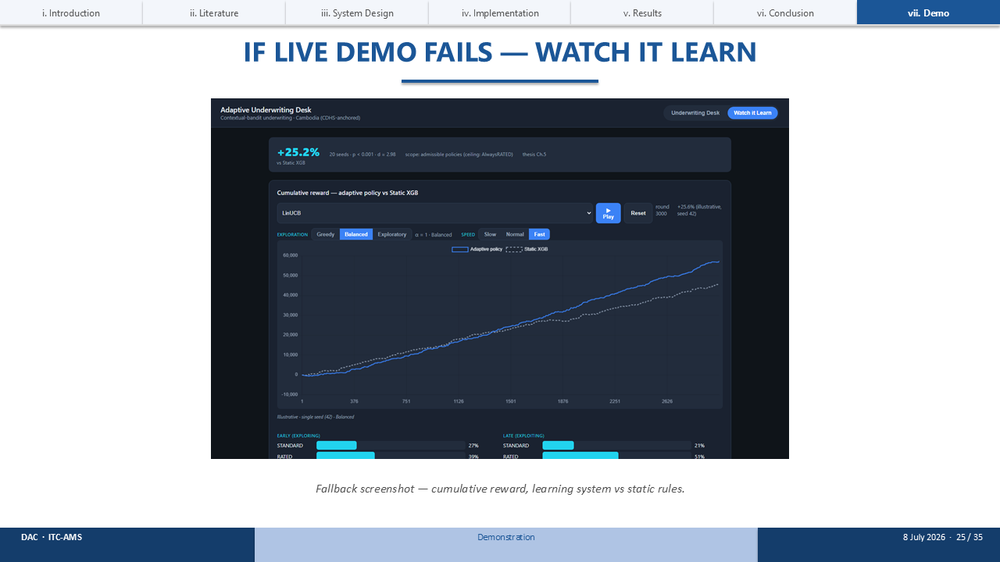 i. Introduction
ii. Literature
iii. System Design
iv. Implementation
v. Results
vi. Conclusion
vii. Demo
IF LIVE DEMO FAILS — WATCH IT LEARN
Adaptive Underwriting Desk
Contextual-bandit underwriting · Cambodia (CDHS-anchored)
Underwriting Desk
Watch it Learn
+25.2%
vs Static XGB
20 seeds · p < 0.001 · d = 2.98
scope: admissible policies (ceiling: AlwaysRATED)
thesis Ch.5
Cumulative reward — adaptive policy vs Static XGB
LinUCB
▶ Play
Reset
round 3000
+25.6% (illustrative, seed 42)
EXPLORATION
Greedy
Balanced
Exploratory
α = 1 · Balanced
SPEED
Slow
Normal
Fast
Adaptive policy
Static XGB
60,000
50,000
40,000
30,000
20,000
10,000
0
-10,000
1
376
751
1126
1501
1876
2251
2626
Illustrative · single seed (42) · Balanced
EARLY (EXPLORING)
STANDARD 27%
RATED 39%
LATE (EXPLOITING)
STANDARD 21%
RATED 51%
Fallback screenshot — cumulative reward, learning system vs static rules.
DAC · ITC-AMS
Demonstration
8 July 2026 · 25 / 35